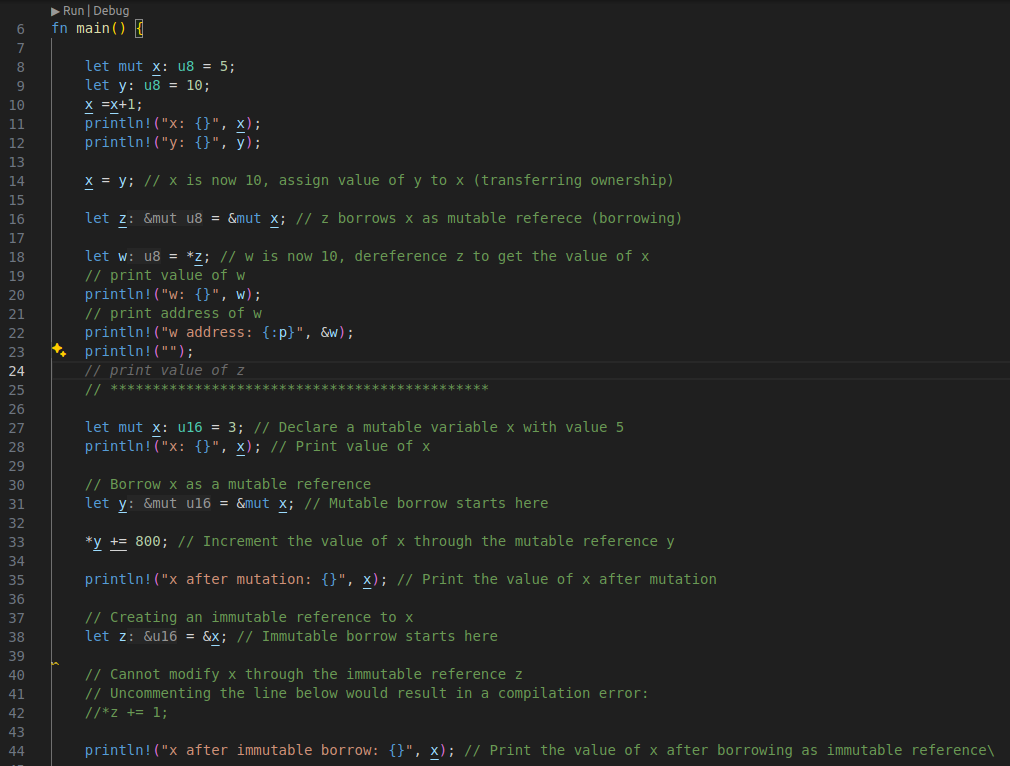 ▶ Run | Debug
6 fn main() {
7
8 let mut x: u8 = 5;
9 let y: u8 = 10;
10 x =x+1;
11 println!("x: {}", x);
12 println!("y: {}", y);
13
14 x = y; // x is now 10, assign value of y to x (transferring ownership)
15
16 let z: &mut u8 = &mut x; // z borrows x as mutable referece (borrowing)
17
18 let w: u8 = *z; // w is now 10, dereference z to get the value of x
19 // print value of w
20 println!("w: {}", w);
21 // print address of w
22 println!("w address: {:p}", &w);
23 println!("");
24 // print value of z
25 // *********************************************
26
27 let mut x: u16 = 3; // Declare a mutable variable x with value 5
28 println!("x: {}", x); // Print value of x
29
30 // Borrow x as a mutable reference
31 let y: &mut u16 = &mut x; // Mutable borrow starts here
32
33 *y += 800; // Increment the value of x through the mutable reference y
34
35 println!("x after mutation: {}", x); // Print the value of x after mutation
36
37 // Creating an immutable reference to x
38 let z: &u16 = &x; // Immutable borrow starts here
39
40 // Cannot modify x through the immutable reference z
41 // Uncommenting the line below would result in a compilation error:
42 //*z += 1;
43
44 println!("x after immutable borrow: {}", x); // Print the value of x after borrowing as immutable reference\